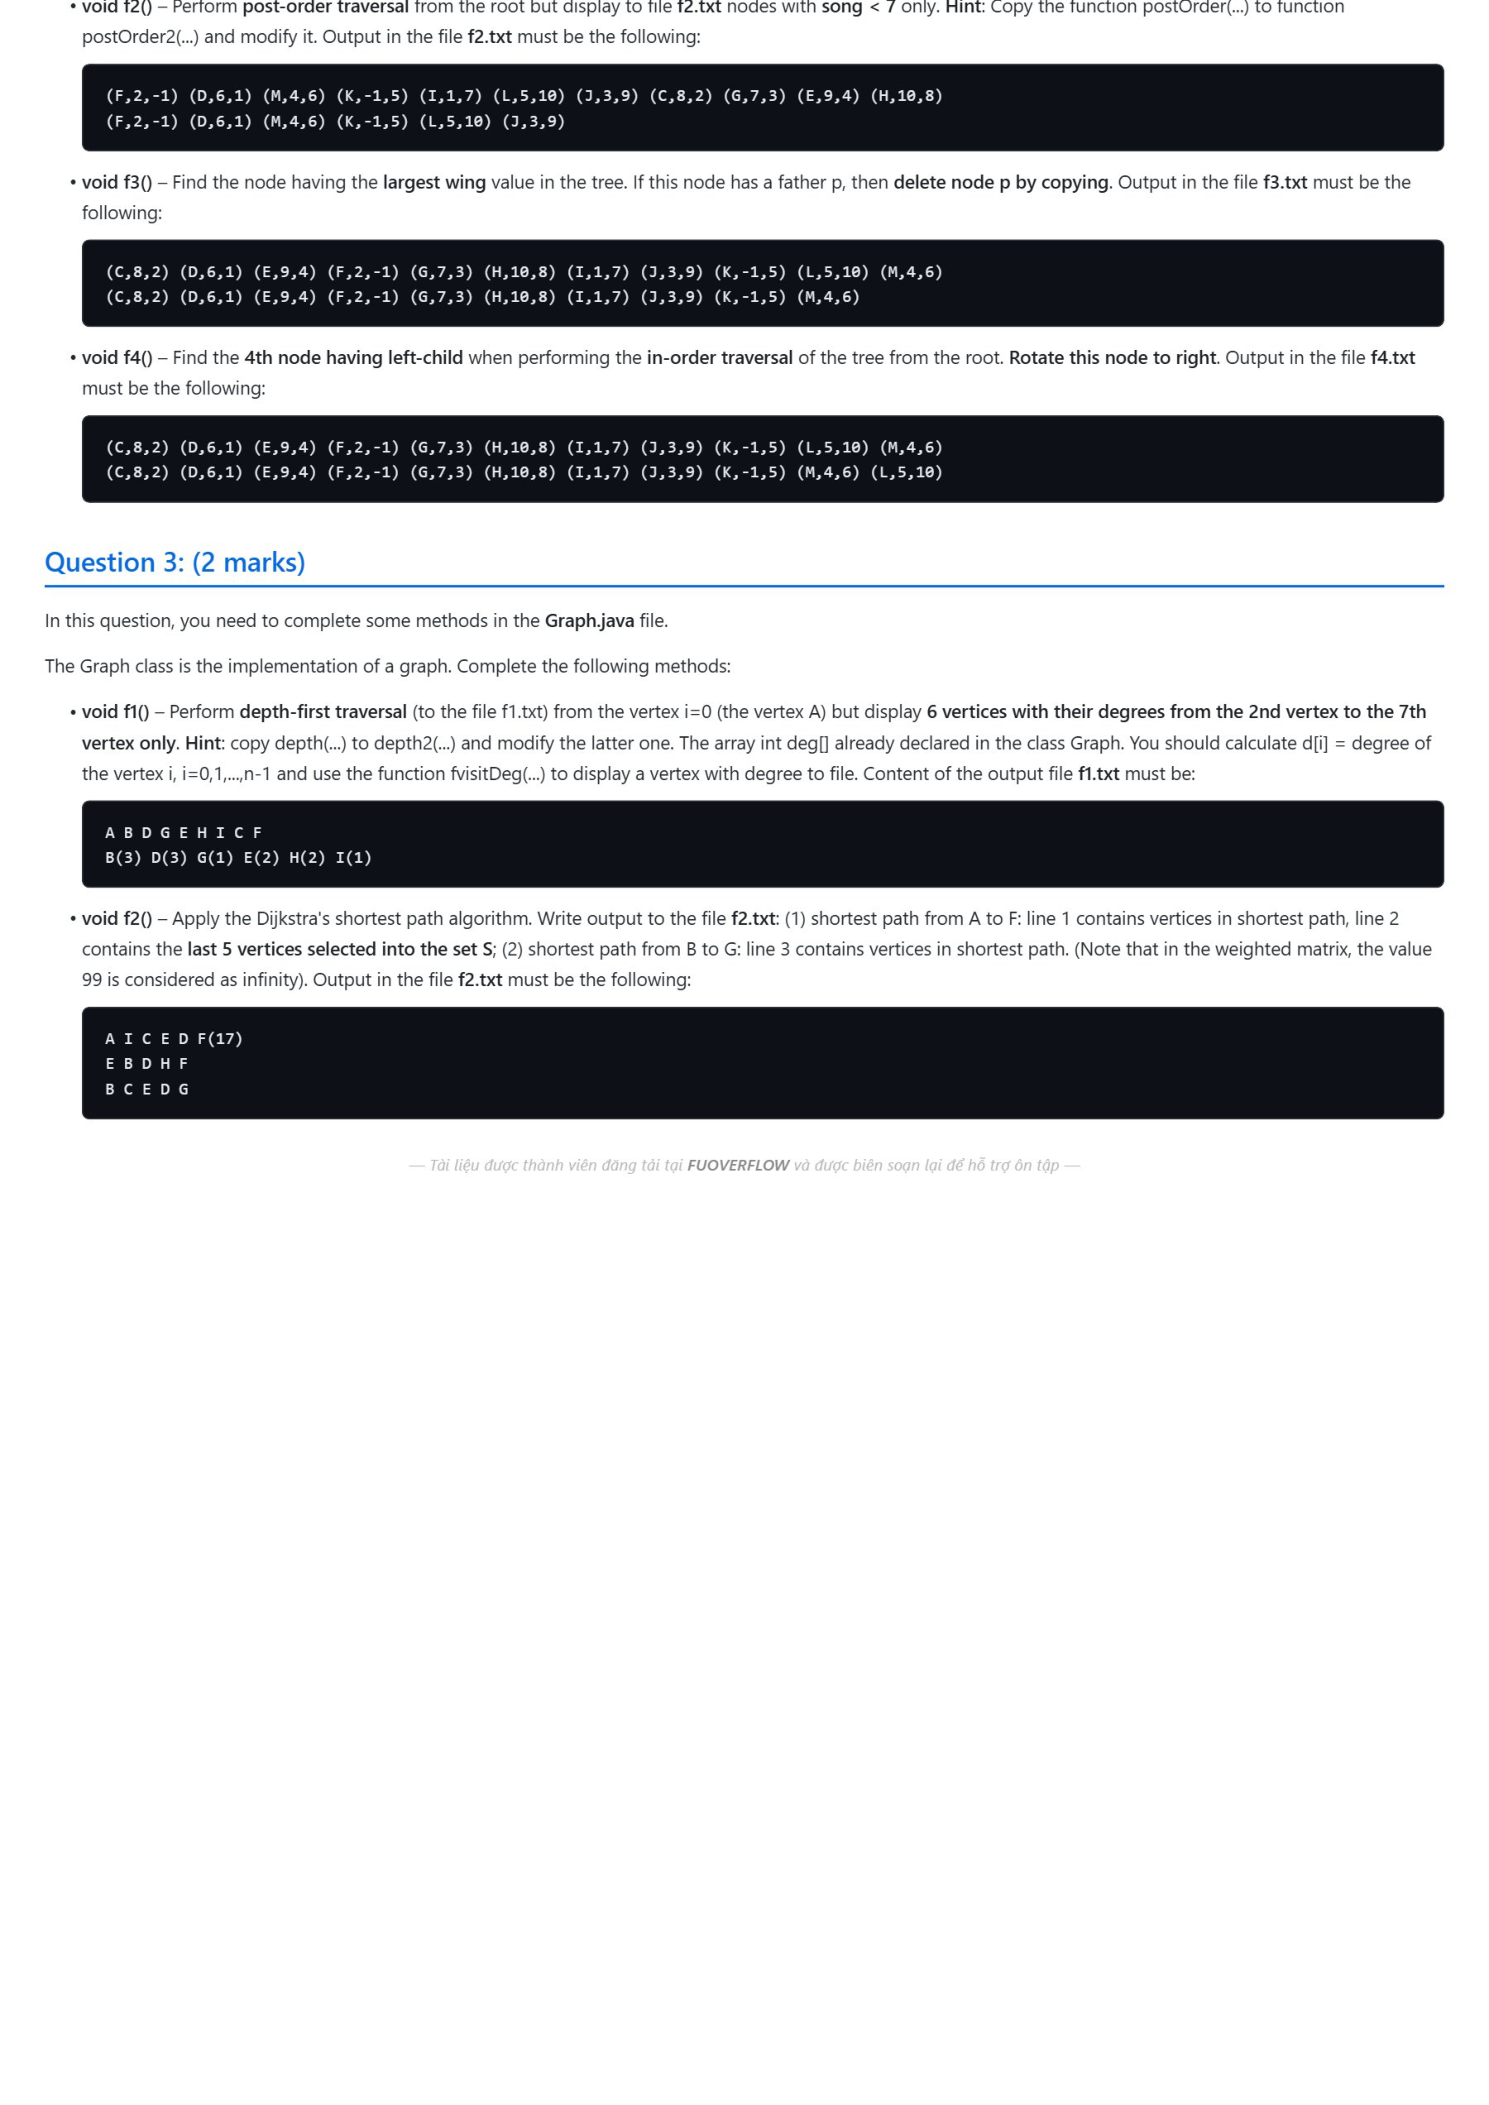 • void f2() – Perform post-order traversal from the root but display to file f2.txt nodes with song < 7 only. Hint: Copy the function postOrder(...) to function
postOrder2(...) and modify it. Output in the file f2.txt must be the following:
(F,2,-1) (D,6,1) (M,4,6) (K,-1,5) (I,1,7) (L,5,10) (J,3,9) (C,8,2) (G,7,3) (E,9,4) (H,10,8)
(F,2,-1) (D,6,1) (M,4,6) (K,-1,5) (L,5,10) (J,3,9)
• void f3() – Find the node having the largest wing value in the tree. If this node has a father p, then delete node p by copying. Output in the file f3.txt must be the
following:
(C,8,2) (D,6,1) (E,9,4) (F,2,-1) (G,7,3) (H,10,8) (I,1,7) (J,3,9) (K,-1,5) (L,5,10) (M,4,6)
(C,8,2) (D,6,1) (E,9,4) (F,2,-1) (G,7,3) (H,10,8) (I,1,7) (J,3,9) (K,-1,5) (M,4,6)
• void f4() – Find the 4th node having left-child when performing the in-order traversal of the tree from the root. Rotate this node to right. Output in the file f4.txt
must be the following:
(C,8,2) (D,6,1) (E,9,4) (F,2,-1) (G,7,3) (H,10,8) (I,1,7) (J,3,9) (K,-1,5) (L,5,10) (M,4,6)
(C,8,2) (D,6,1) (E,9,4) (F,2,-1) (G,7,3) (H,10,8) (I,1,7) (J,3,9) (K,-1,5) (M,4,6) (L,5,10)
Question 3: (2 marks)
In this question, you need to complete some methods in the Graph.java file.
The Graph class is the implementation of a graph. Complete the following methods:
• void f1() – Perform depth-first traversal (to the file f1.txt) from the vertex i=0 (the vertex A) but display 6 vertices with their degrees from the 2nd vertex to the 7th
vertex only. Hint: copy depth(...) to depth2(...) and modify the latter one. The array int deg[] already declared in the class Graph. You should calculate d[i] = degree of
the vertex i, i=0,1,...,n-1 and use the function fvisitDeg(...) to display a vertex with degree to file. Content of the output file f1.txt must be:
A B D G E H I C F
B(3) D(3) G(1) E(2) H(2) I(1)
• void f2() – Apply the Dijkstra's shortest path algorithm. Write output to the file f2.txt: (1) shortest path from A to F: line 1 contains vertices in shortest path, line 2
contains the last 5 vertices selected into the set S; (2) shortest path from B to G: line 3 contains vertices in shortest path. (Note that in the weighted matrix, the value
99 is considered as infinity). Output in the file f2.txt must be the following:
A I C E D F(17)
E B D H F
B C E D G
— Tài liệu được thành viên đăng tải tại FUOVERFLOW và được biên soạn lại để hỗ trợ ôn tập —